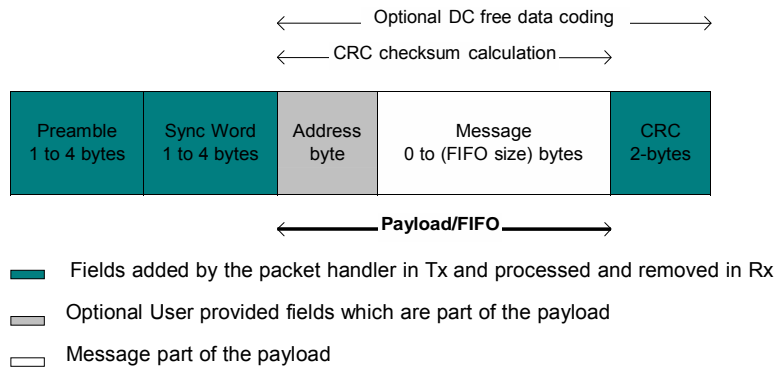 Optional DC free data coding
CRC checksum calculation
Preamble
1 to 4 bytes
Sync Word
1 to 4 bytes
Address
byte
Message
0 to (FIFO size) bytes
CRC
2-bytes
Payload/FIFO
Fields added by the packet handler in Tx and processed and removed in Rx
Optional User provided fields which are part of the payload
Message part of the payload